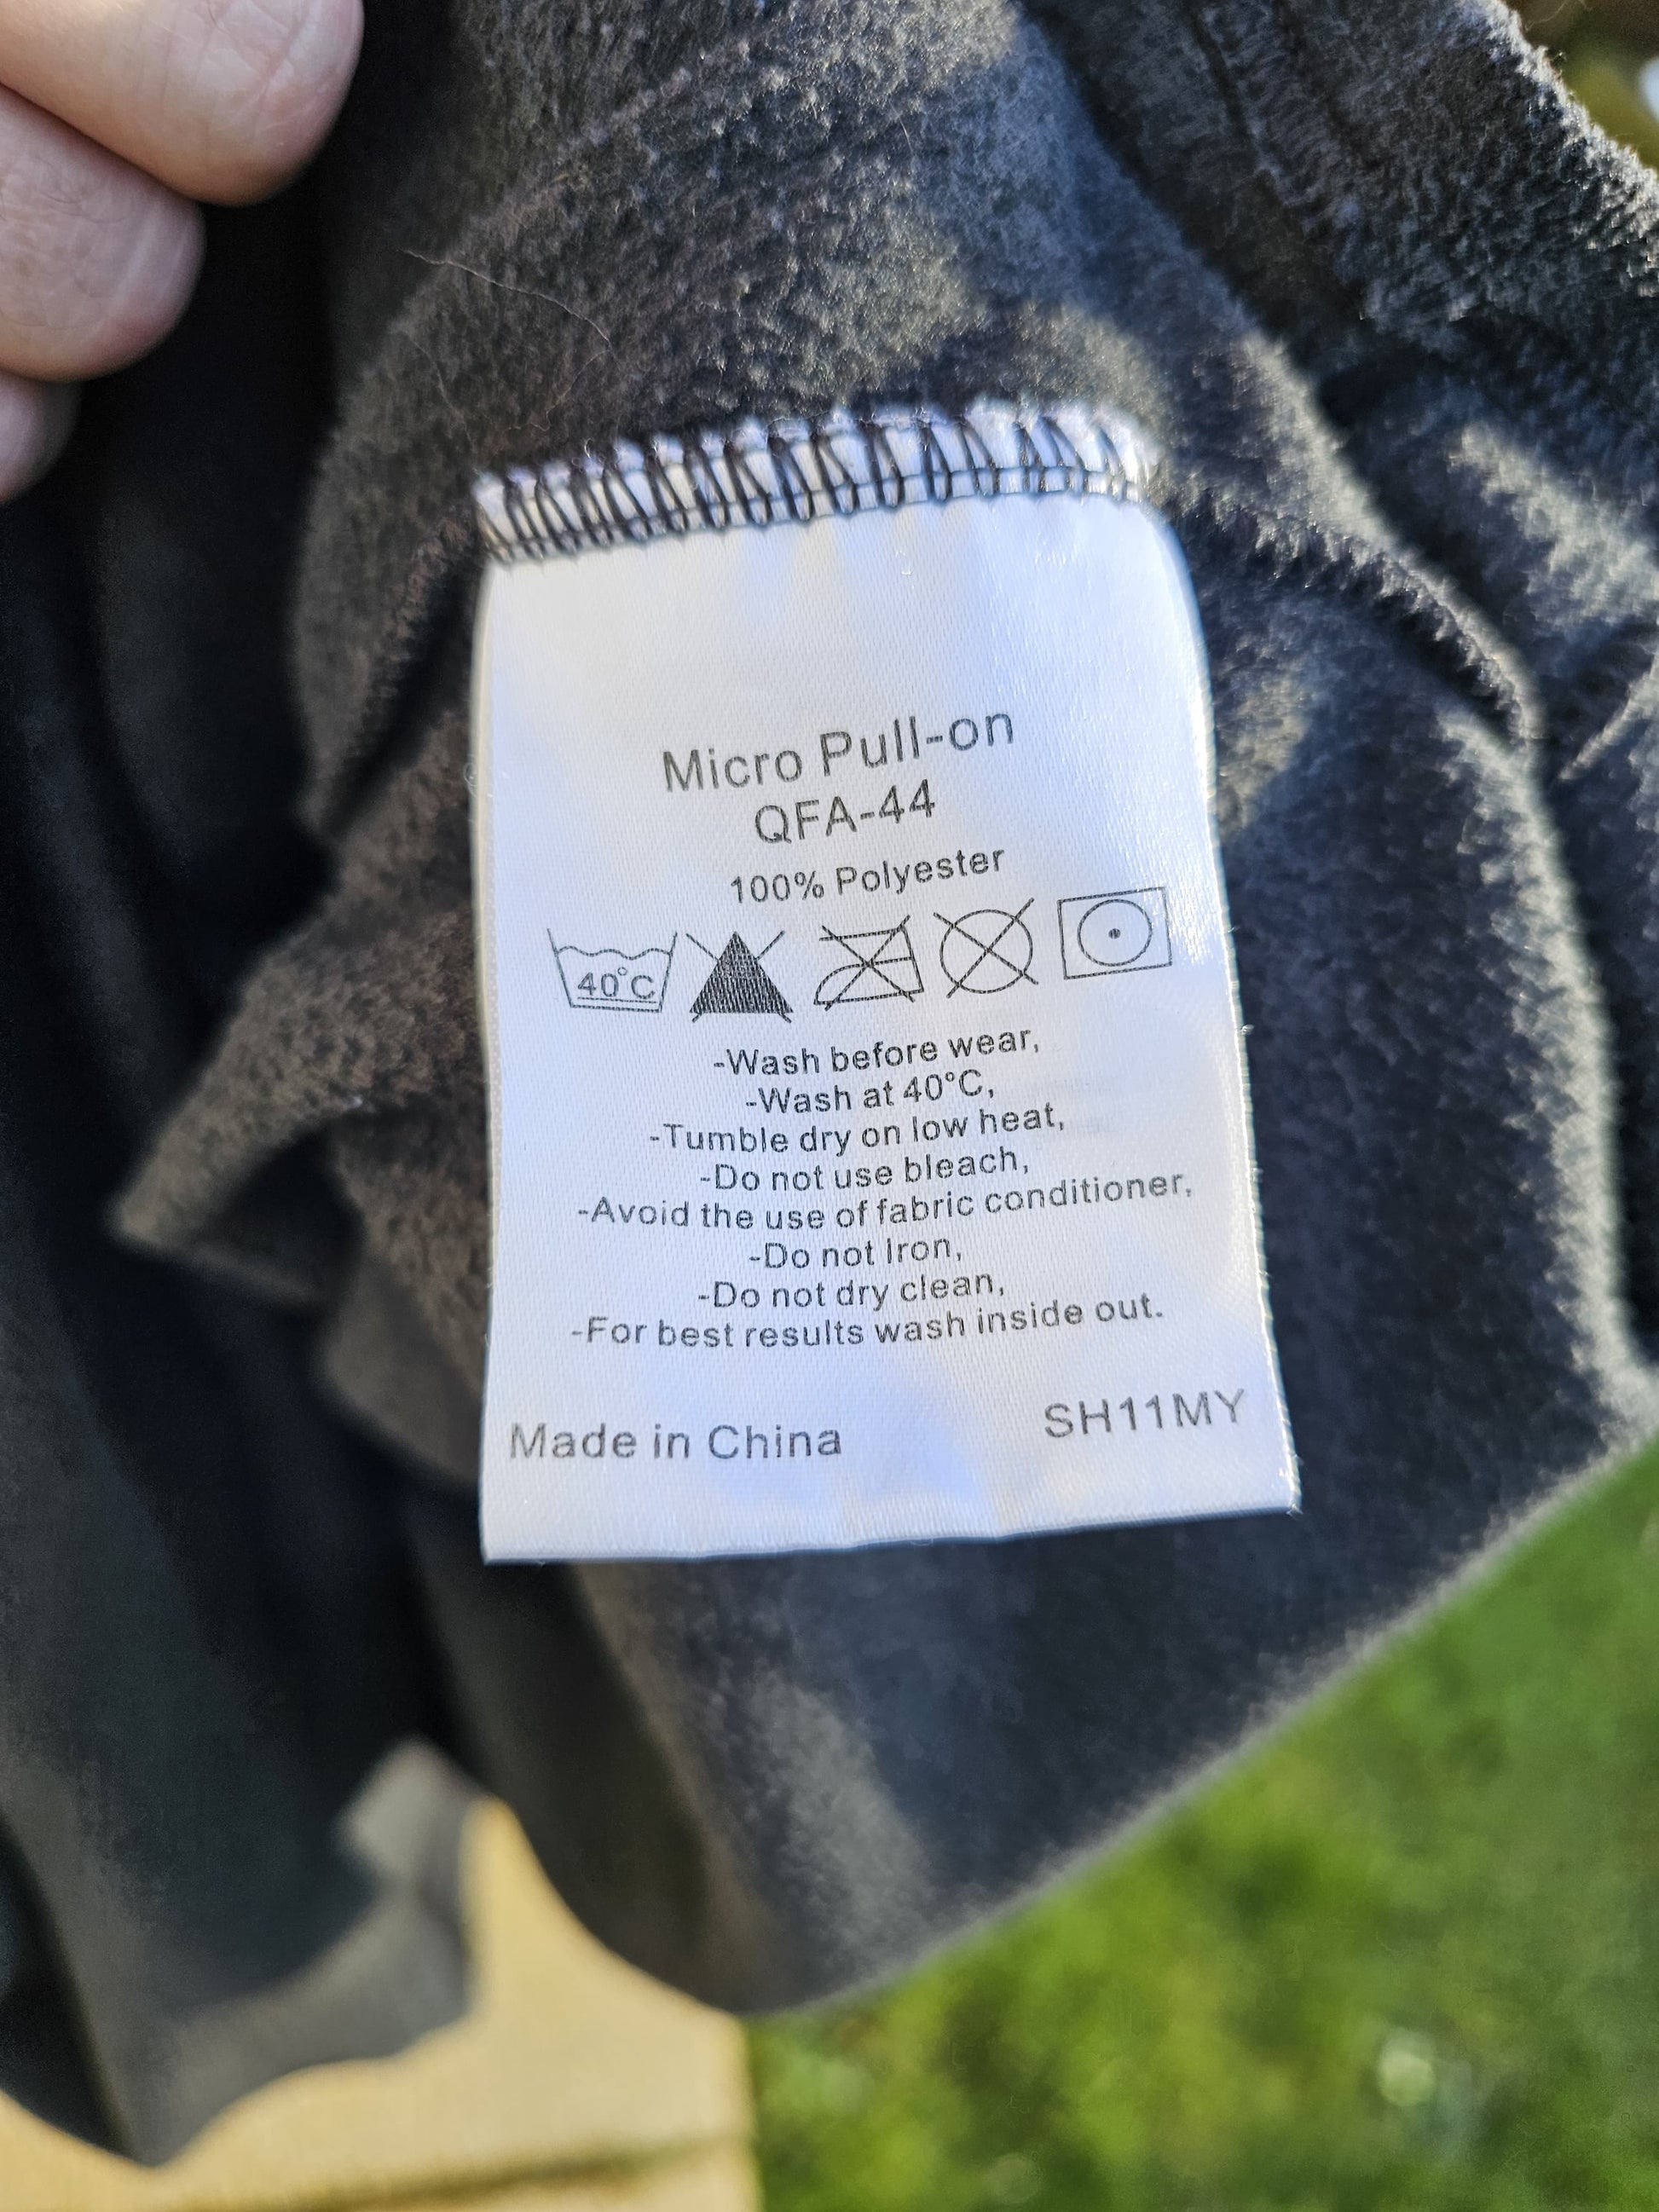 Micro Pull-on
QFA-44
100% Polyester
40°C
-Wash before wear,
-Wash at 40°C,
-Tumble dry on low heat,
-Do not use bleach,
-Avoid the use of fabric conditioner,
-Do not iron,
-Do not dry clean,
-For best results wash inside out.
Made in China SH11MY